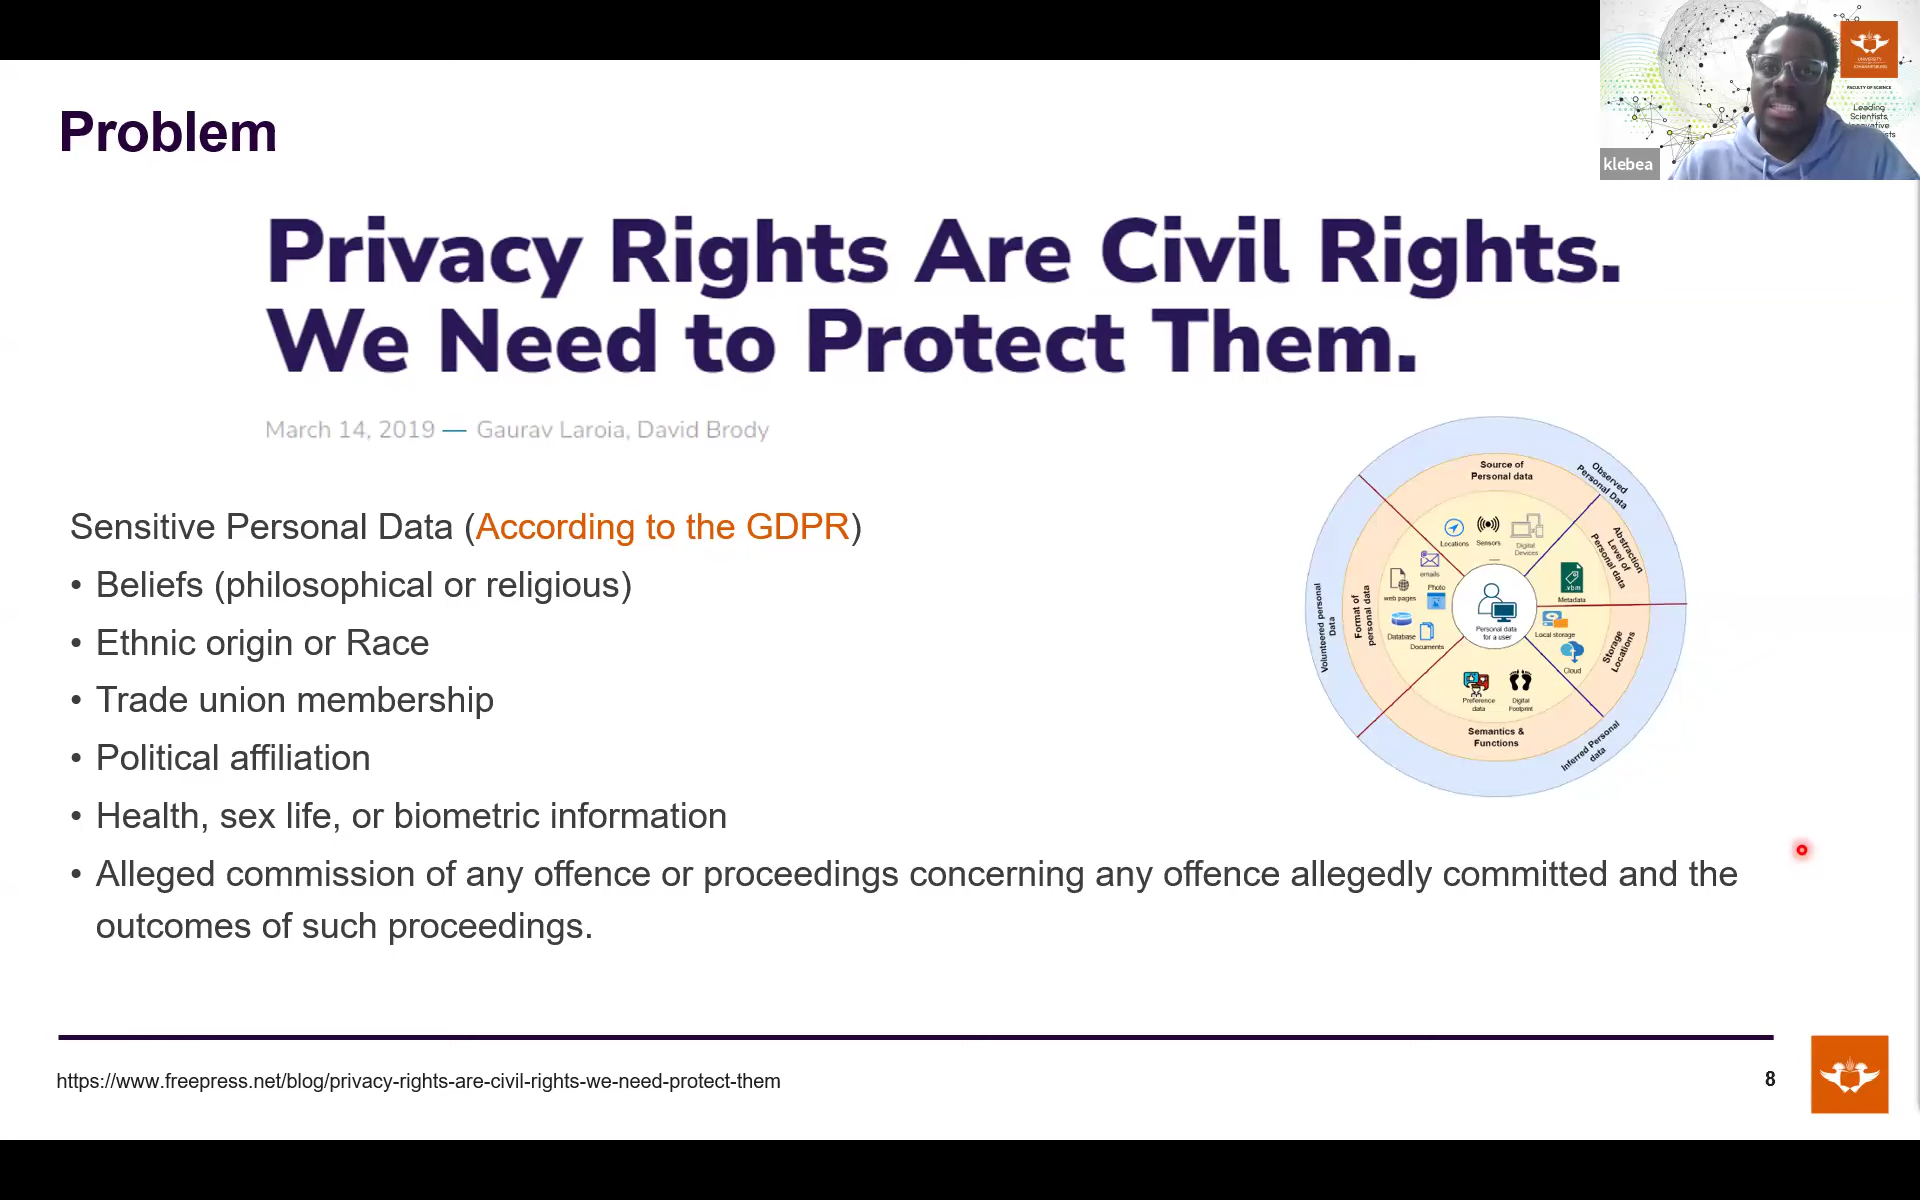 Problem
UNIVERSITY
JOHANNESBURG
FACULTY OF SCIENCE
Leading
Scientists,
klebea
Privacy Rights Are Civil Rights.
We Need to Protect Them.
March 14, 2019 — Gaurav Laroia, David Brody
Sensitive Personal Data (According to the GDPR)
• Beliefs (philosophical or religious)
• Ethnic origin or Race
• Trade union membership
• Political affiliation
• Health, sex life, or biometric information
• Alleged commission of any offence or proceedings concerning any offence allegedly committed and the
outcomes of such proceedings.
Source of
Personal data
Observed
Personal Data
Abstraction
Level of
Personal data
Storage
Locations
Inferred Personal
data
Semantics &
Functions
Volunteered personal
Data
Format of
personal data
Locations
Sensors
Digital
Devices
emails
web pages
Photo
Database
Documents
.vbm
Metadata
Local storage
Cloud
Preference
data
Digital
Footprint
Personal data
for a user
https://www.freepress.net/blog/privacy-rights-are-civil-rights-we-need-protect-them
8